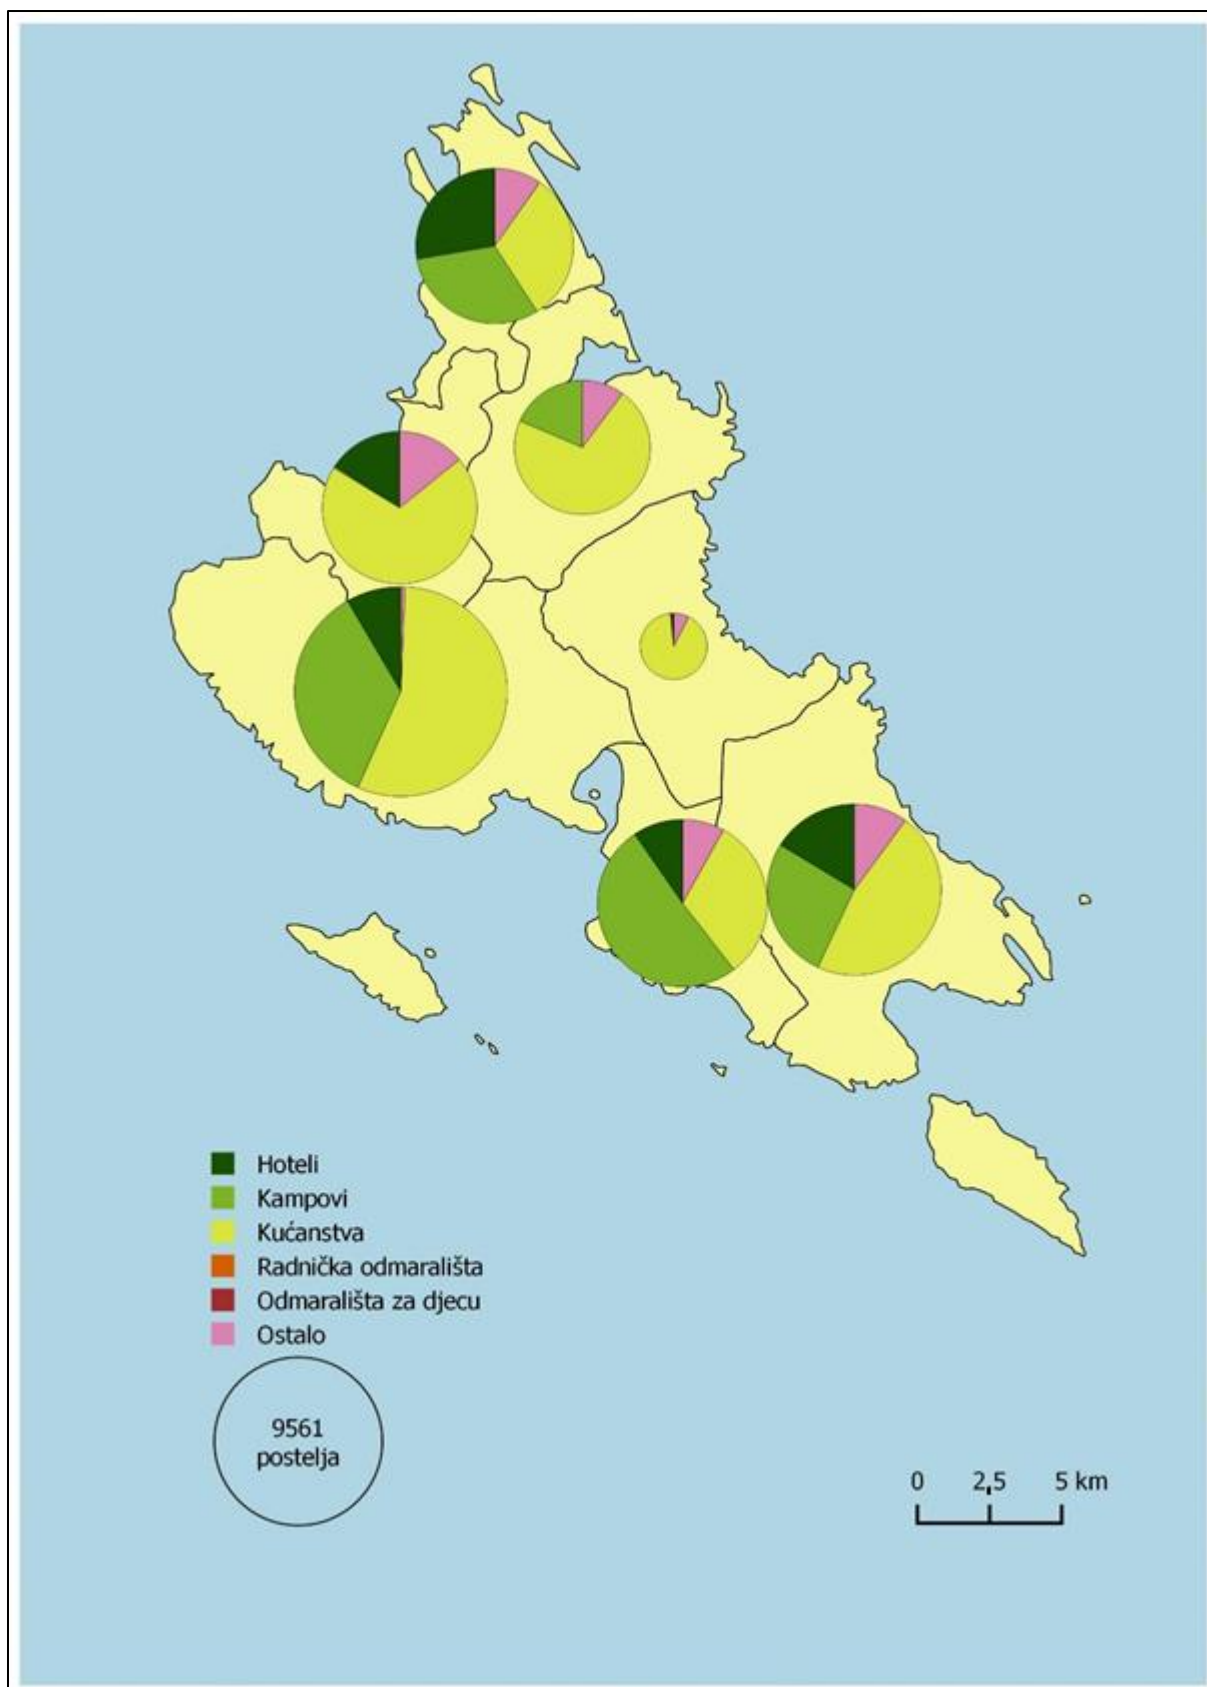 Hoteli
Kampovi
Kućanstva
Radnička odmarališta
Odmarališta za djecu
Ostalo
9561
postelja
0 2,5 5 km